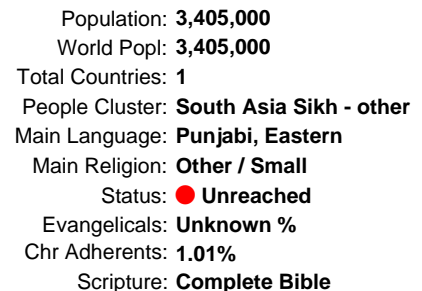 Population: 3,405,000
World Popl: 3,405,000
Total Countries: 1
People Cluster: South Asia Sikh - other
Main Language: Punjabi, Eastern
Main Religion: Other / Small
Status: Unreached
Evangelicals: Unknown %
Chr Adherents: 1.01%
Scripture: Complete Bible